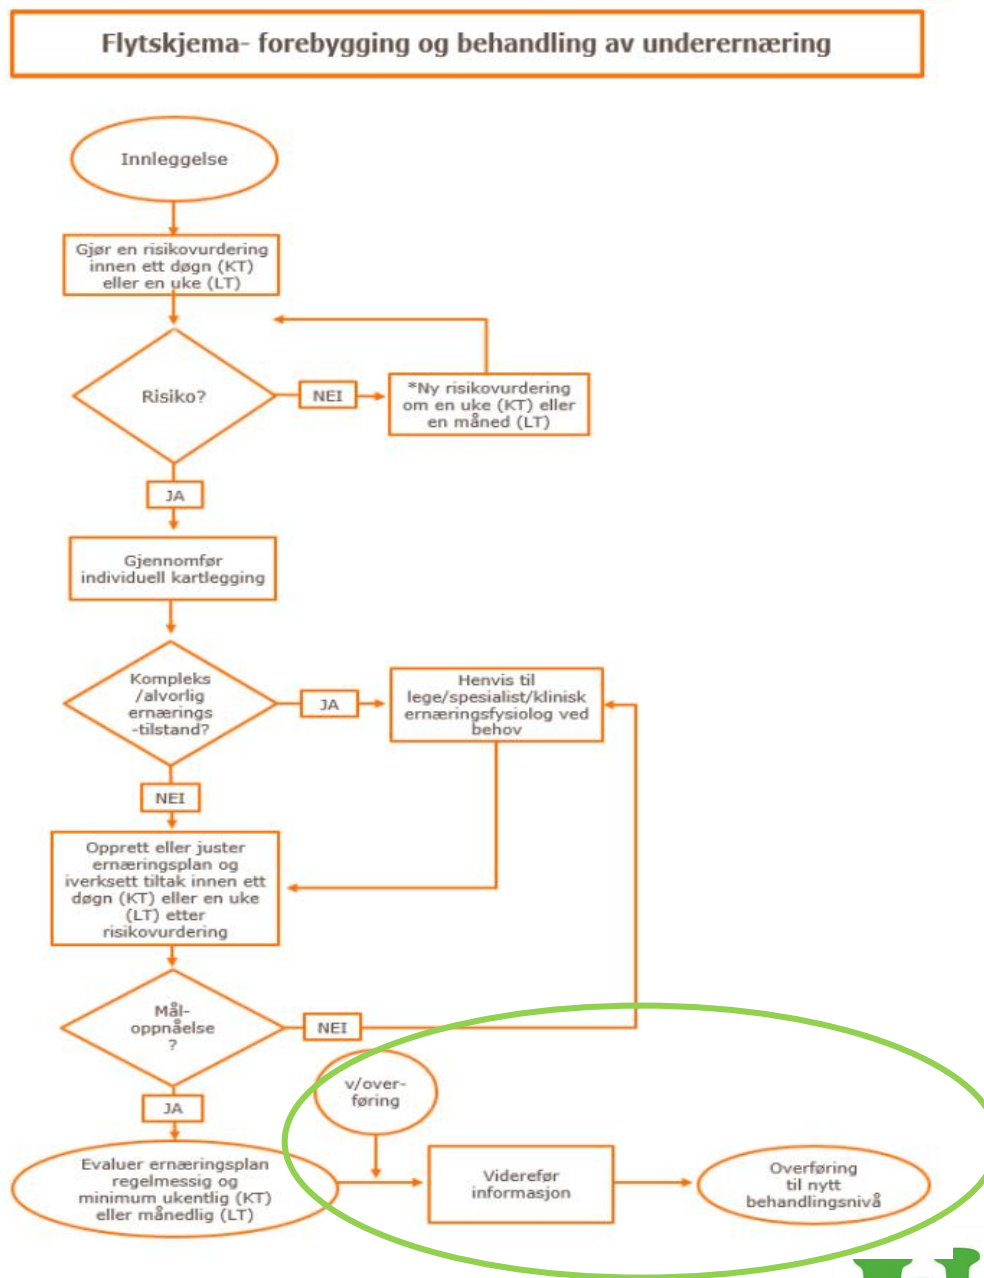 Flytskjema- forebygging og behandling av underernæring
Innleggelse
Gjør en risikovurdering
innen ett døgn (KT)
eller en uke (LT)
Risiko?
NEI
*Ny risikovurdering
om en uke (KT) eller
en måned (LT)
JA
Gjennomfør
individuell kartlegging
Kompleks
/alvorlig
ernærings
-tilstand?
JA
Henvis til
lege/spesialist/klinisk
ernæringsfysiolog ved
behov
NEI
Opprett eller juster
ernæringsplan og
iverksett tiltak innen ett
døgn (KT) eller en uke
(LT) etter
risikovurdering
Mål-
oppnåelse
?
NEI
JA
v/over-
føring
Evaluer ernæringsplan
regelmessig og
minimum ukentlig (KT)
eller månedlig (LT)
Viderefør
informasjon
Overføring
til nytt
behandlingsnivå